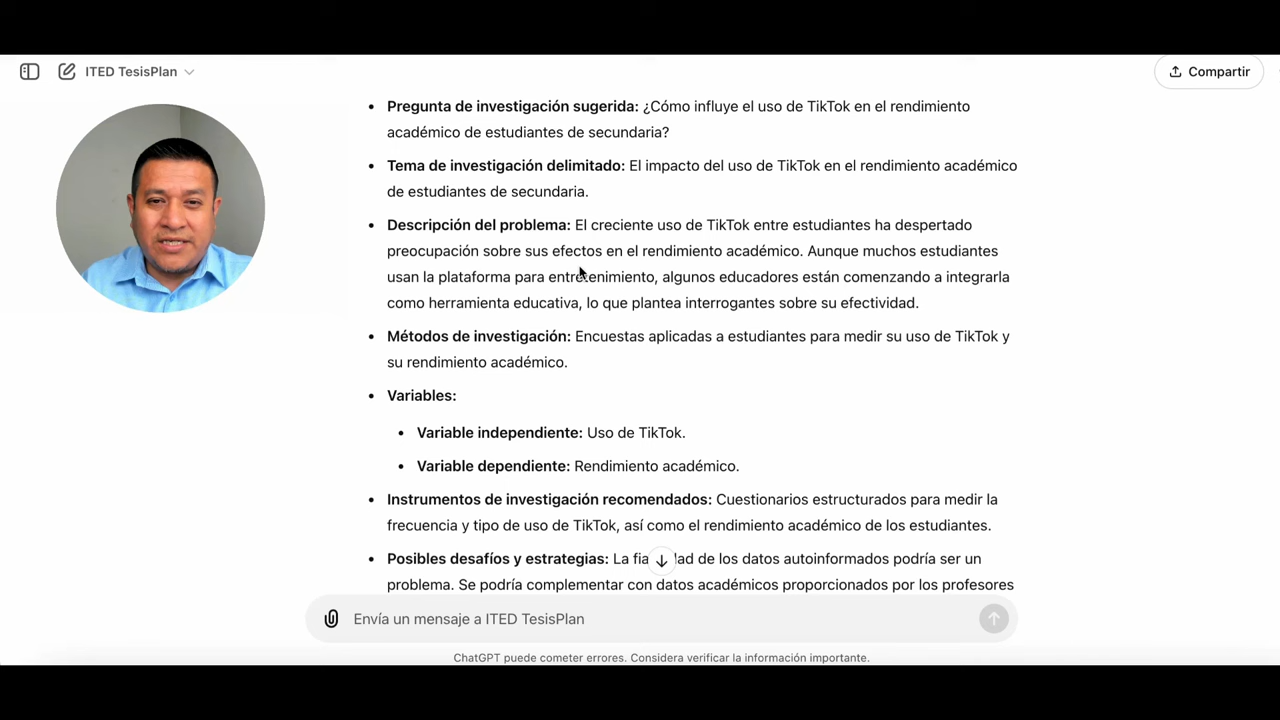 ITED TesisPlan
Compartir
Pregunta de investigación sugerida: ¿Cómo influye el uso de TikTok en el rendimiento
académico de estudiantes de secundaria?
Tema de investigación delimitado: El impacto del uso de TikTok en el rendimiento académico
de estudiantes de secundaria.
Descripción del problema: El creciente uso de TikTok entre estudiantes ha despertado
preocupación sobre sus efectos en el rendimiento académico. Aunque muchos estudiantes
usan la plataforma para entretenimiento, algunos educadores están comenzando a integrarla
como herramienta educativa, lo que plantea interrogantes sobre su efectividad.
Métodos de investigación: Encuestas aplicadas a estudiantes para medir su uso de TikTok y
su rendimiento académico.
Variables:
Variable independiente: Uso de TikTok.
Variable dependiente: Rendimiento académico.
Instrumentos de investigación recomendados: Cuestionarios estructurados para medir la
frecuencia y tipo de uso de TikTok, así como el rendimiento académico de los estudiantes.
Posibles desafíos y estrategias: La de los datos autoinformados podría ser un
problema. Se podría complementar con datos académicos proporcionados por los profesores
Envía un mensaje a ITED TesisPlan
ChatGPT puede cometer errores. Considera verificar la información importante.